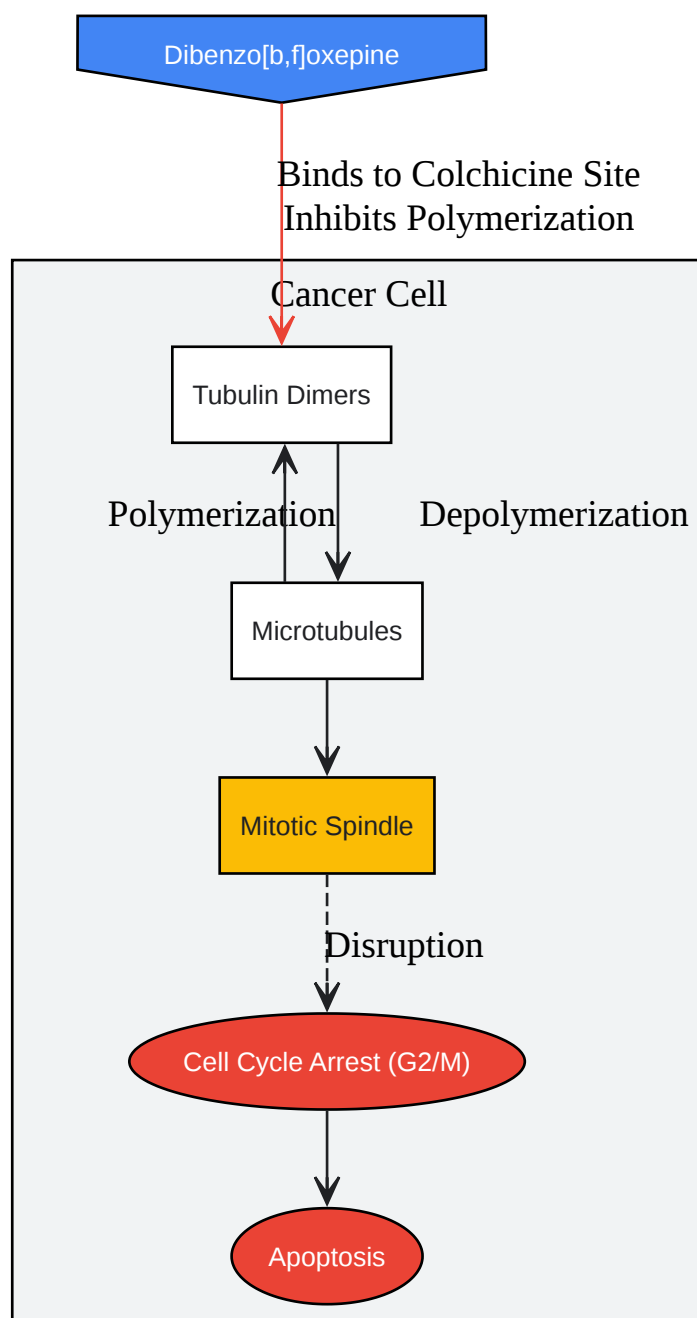 Dibenzo[b,f]oxepine
Binds to Colchicine Site
Inhibits Polymerization
Cancer Cell
Tubulin Dimers
Polymerization
Depolymerization
Microtubules
Mitotic Spindle
Disruption
Cell Cycle Arrest (G2/M)
Apoptosis